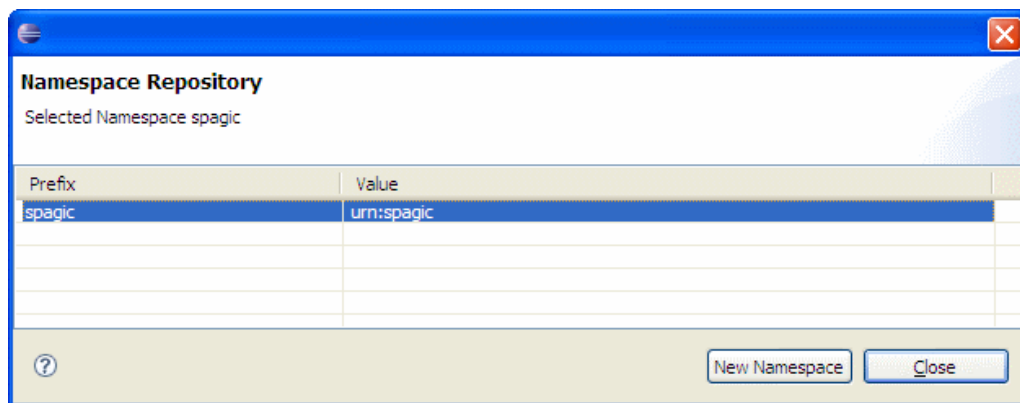 Namespace Repository
Selected Namespace spagic
Prefix Value
spagic urn:spagic
New Namespace Close